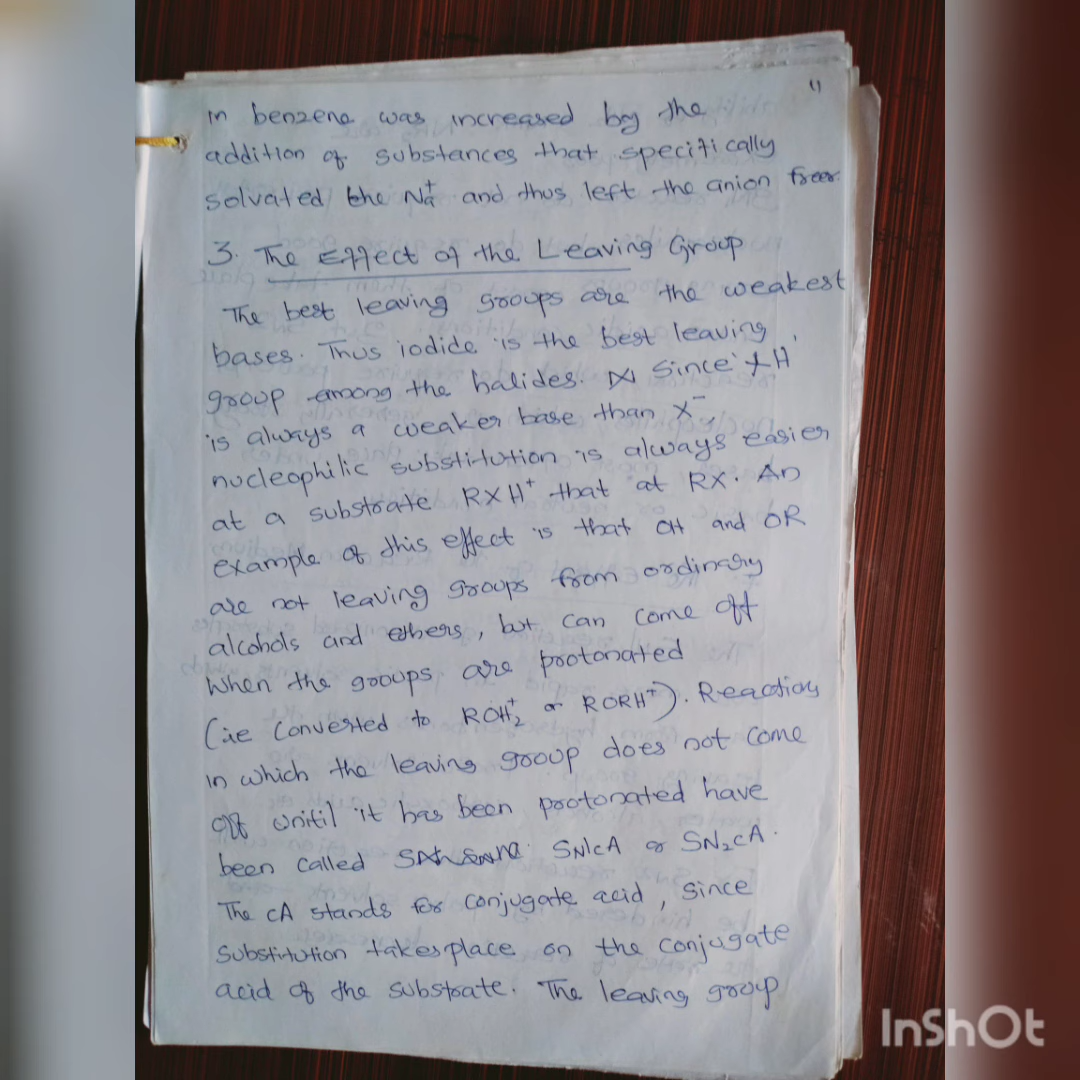 11
in benzene was increased by the
addition of substances that specifically
solvated the Na⁺ and thus left the anion freer
3. The Effect of the Leaving Group
The best leaving groups are the weakest
bases. Thus iodide is the best leaving
group among the halides. Since XH
is always a weaker base than X⁻,
nucleophilic substitution is always easier
at a substrate RXH⁺ that at RX. An
example of this effect is that OH and OR
are not leaving groups from ordinary
alcohols and ethers, but can come off
when the groups are protonated
(ie converted to ROH₂⁺ or RORH⁺). Reaction
in which the leaving group does not come
off unitil it has been protonated have
been called SN1CA or SN2CA.
The CA stands for conjugate acid, since
substitution takes place on the conjugate
acid of the substrate. The leaving group
InShOt